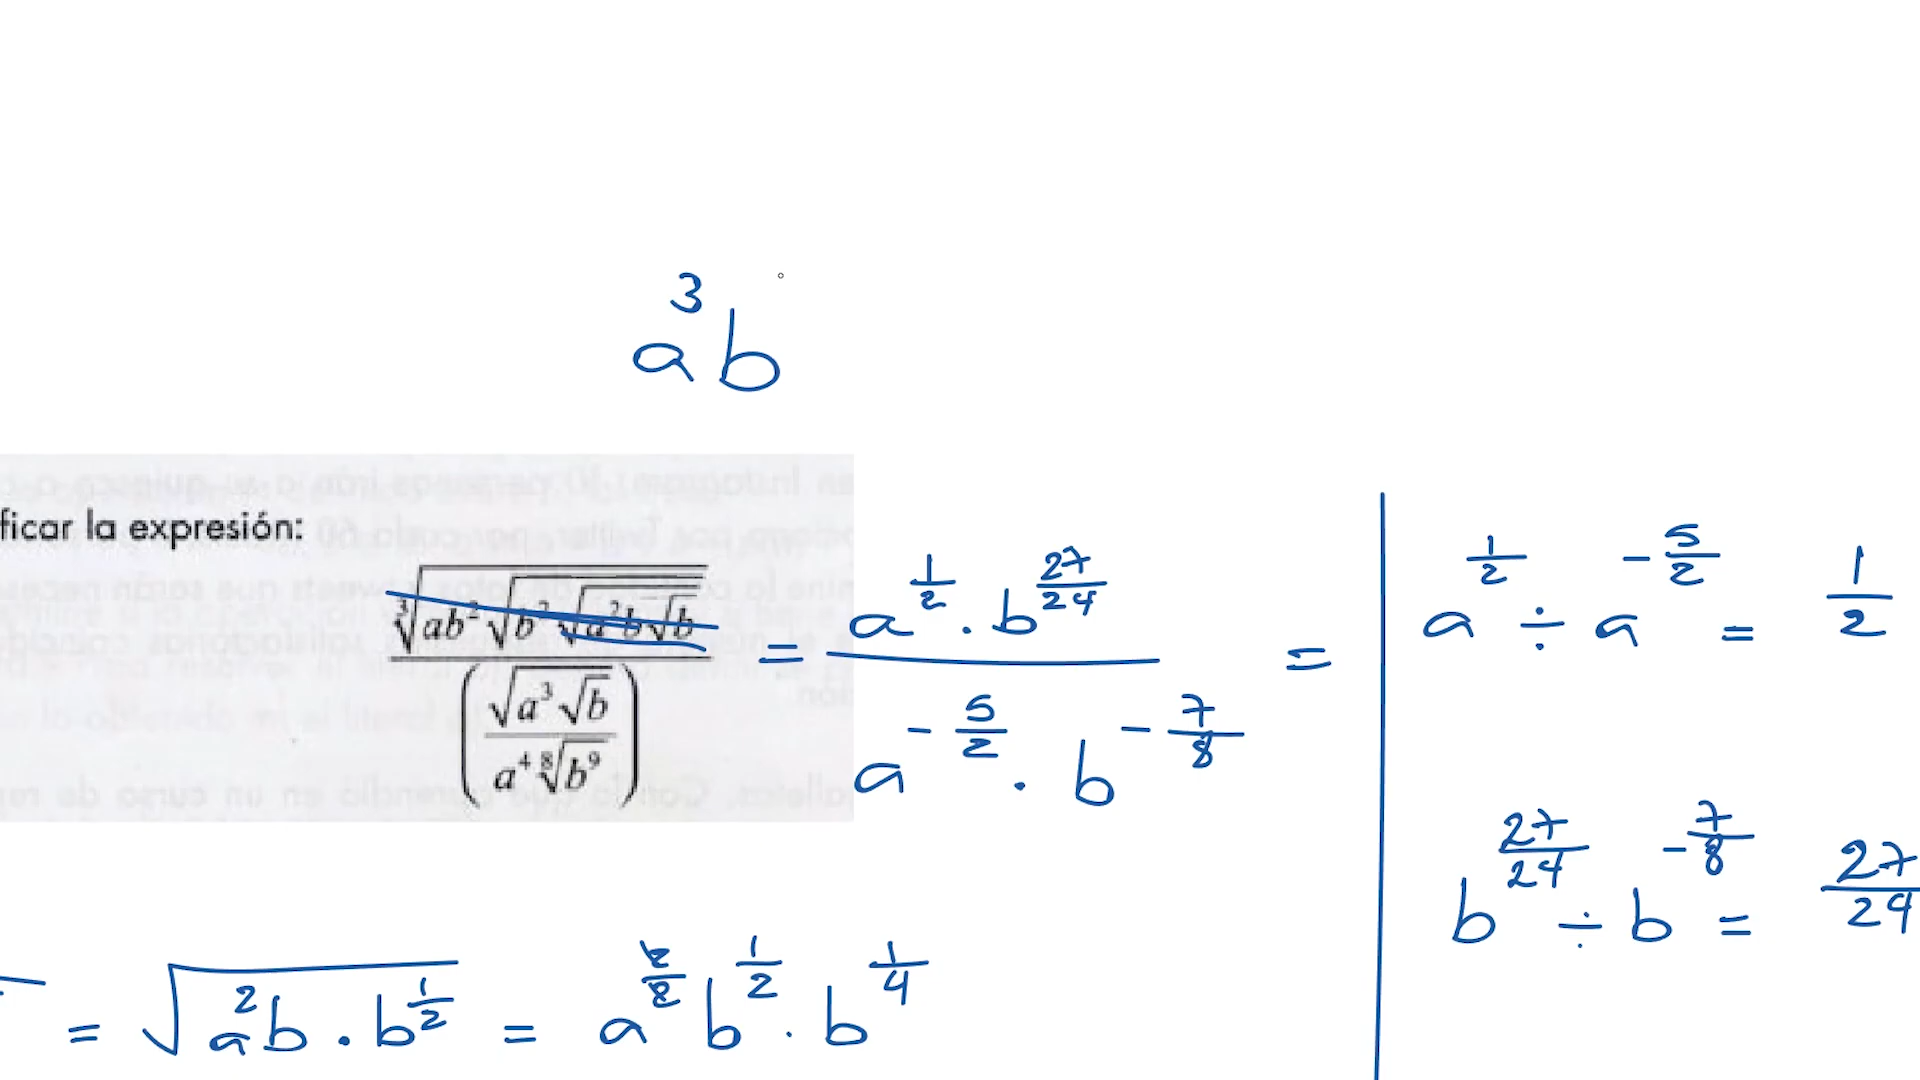 a³b
ficar la expresión:
∛(ab²√(b³√(a²b√b))) / (√(a³√b) / (a⁴ ⁸√b⁹)) = (a^(1/2) · b^(27/24)) / (a^(-5/2) · b^(-7/8)) =
a^(1/2) ÷ a^(-5/2) = 1/2
b^(27/24) ÷ b^(-7/8) = 27/24
= √(a²b · b^(1/2)) = a^(2/2) b^(1/2) · b^(1/4)